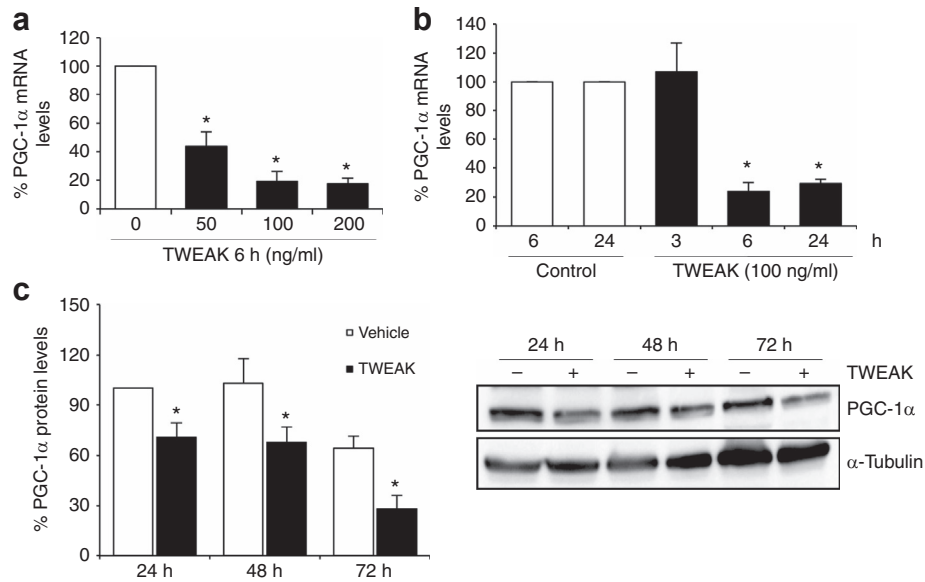 a
% PGC-1α mRNA
levels
120
100
80
60
40
20
0
*
*
*
0 50 100 200
TWEAK 6 h (ng/ml)
b
% PGC-1α mRNA
levels
140
120
100
80
60
40
20
0
*
*
6 24 3 6 24 h
Control TWEAK (100 ng/ml)
c
% PGC-1α protein levels
150
120
90
60
30
0
Vehicle
TWEAK
*
*
*
24 h 48 h 72 h
24 h 48 h 72 h
– + – + – + TWEAK
PGC-1α
α-Tubulin